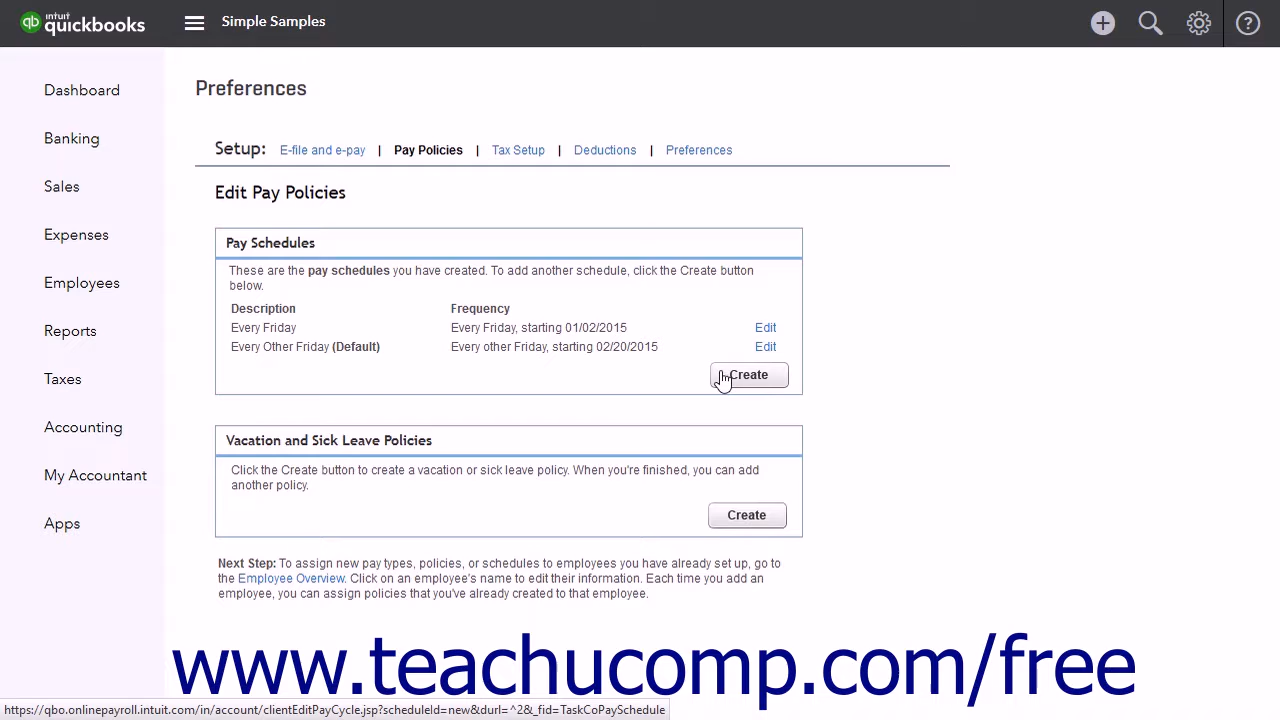 intuit
quickbooks
Simple Samples
Dashboard
Banking
Sales
Expenses
Employees
Reports
Taxes
Accounting
My Accountant
Apps
Preferences
Setup: E-file and e-pay | Pay Policies | Tax Setup | Deductions | Preferences
Edit Pay Policies
Pay Schedules
These are the pay schedules you have created. To add another schedule, click the Create button
below.
Description Frequency
Every Friday Every Friday, starting 01/02/2015 Edit
Every Other Friday (Default) Every other Friday, starting 02/20/2015 Edit
Create
Vacation and Sick Leave Policies
Click the Create button to create a vacation or sick leave policy. When you're finished, you can add
another policy.
Create
Next Step: To assign new pay types, policies, or schedules to employees you have already set up, go to
the Employee Overview. Click on an employee's name to edit their information. Each time you add an
employee, you can assign policies that you've already created to that employee.
www.teachucomp.com/free
https://qbo.onlinepayroll.intuit.com/in/account/clientEditPayCycle.jsp?scheduleId=new&durl=^2&_fid=TaskCoPaySchedule